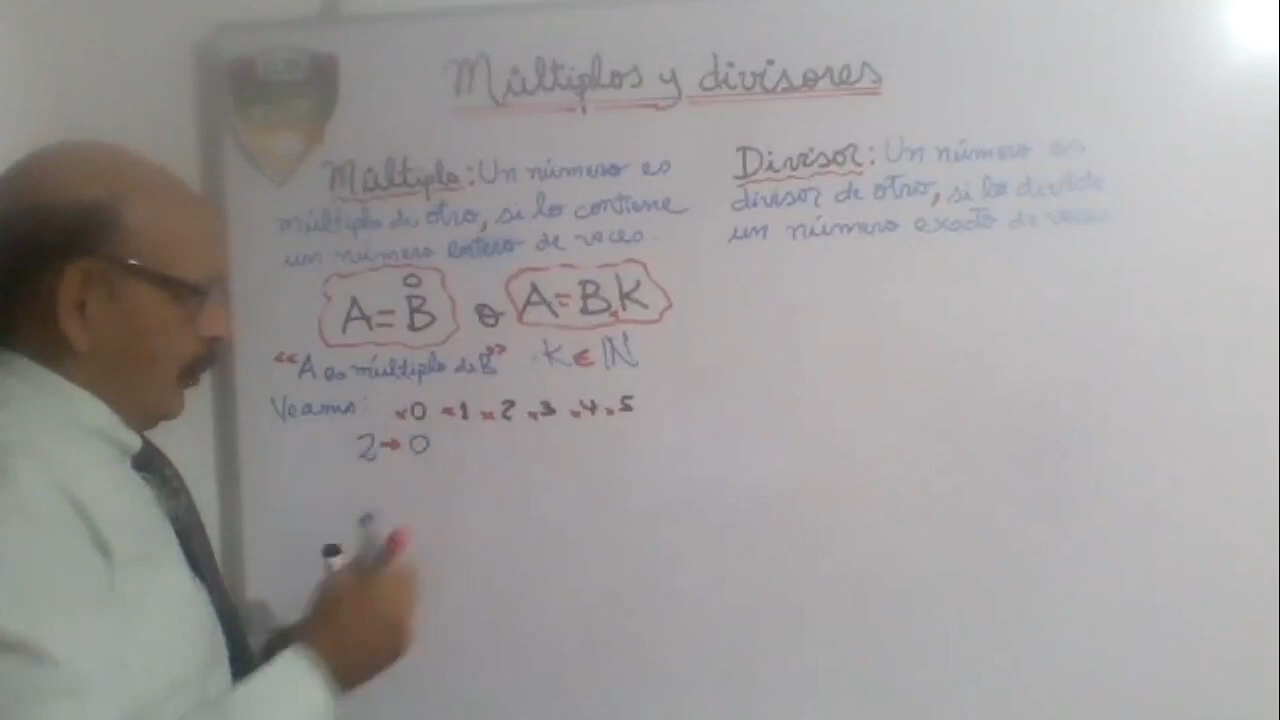 Múltiplos y divisores
Múltiplo: Un número es
múltiplo de otro, si lo contiene
un número entero de veces
A = B̊ o A = B.K
"A es múltiplo de B" K ∈ ℕ
Veamos: ×0 ×1 ×2 ×3 ×4 ×5
2→0
Divisor: Un número es
divisor de otro, si lo divide
un número exacto de veces